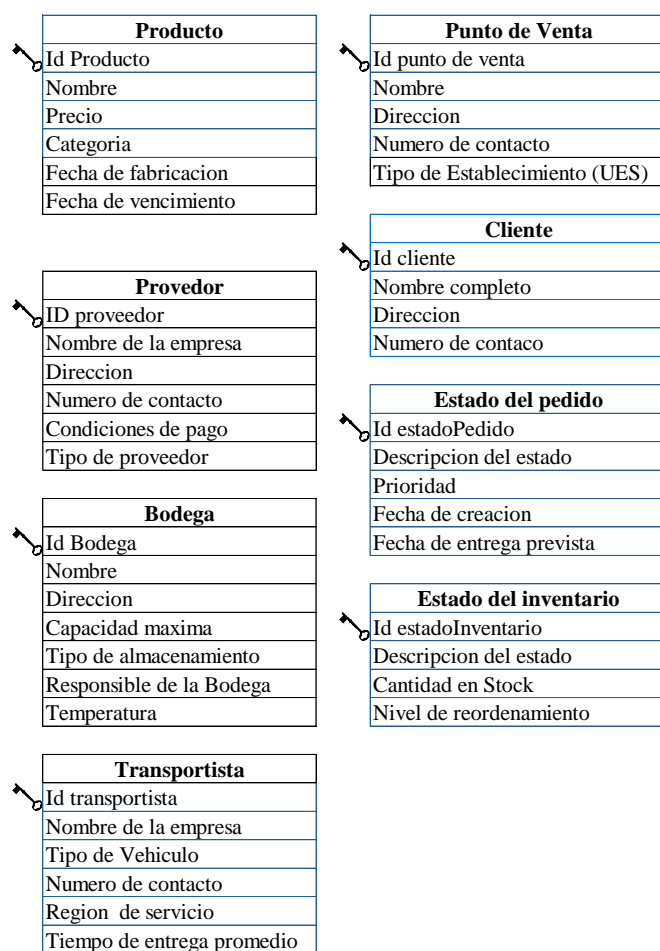 Producto
Id Producto
Nombre
Precio
Categoria
Fecha de fabricacion
Fecha de vencimiento
Provedor
ID proveedor
Nombre de la empresa
Direccion
Numero de contacto
Condiciones de pago
Tipo de proveedor
Bodega
Id Bodega
Nombre
Direccion
Capacidad maxima
Tipo de almacenamiento
Responsible de la Bodega
Temperatura
Transportista
Id transportista
Nombre de la empresa
Tipo de Vehiculo
Numero de contacto
Region de servicio
Tiempo de entrega promedio
Punto de Venta
Id punto de venta
Nombre
Direccion
Numero de contacto
Tipo de Establecimiento (UES)
Cliente
Id cliente
Nombre completo
Direccion
Numero de contaco
Estado del pedido
Id estadoPedido
Descripcion del estado
Prioridad
Fecha de creacion
Fecha de entrega prevista
Estado del inventario
Id estadoInventario
Descripcion del estado
Cantidad en Stock
Nivel de reordenamiento